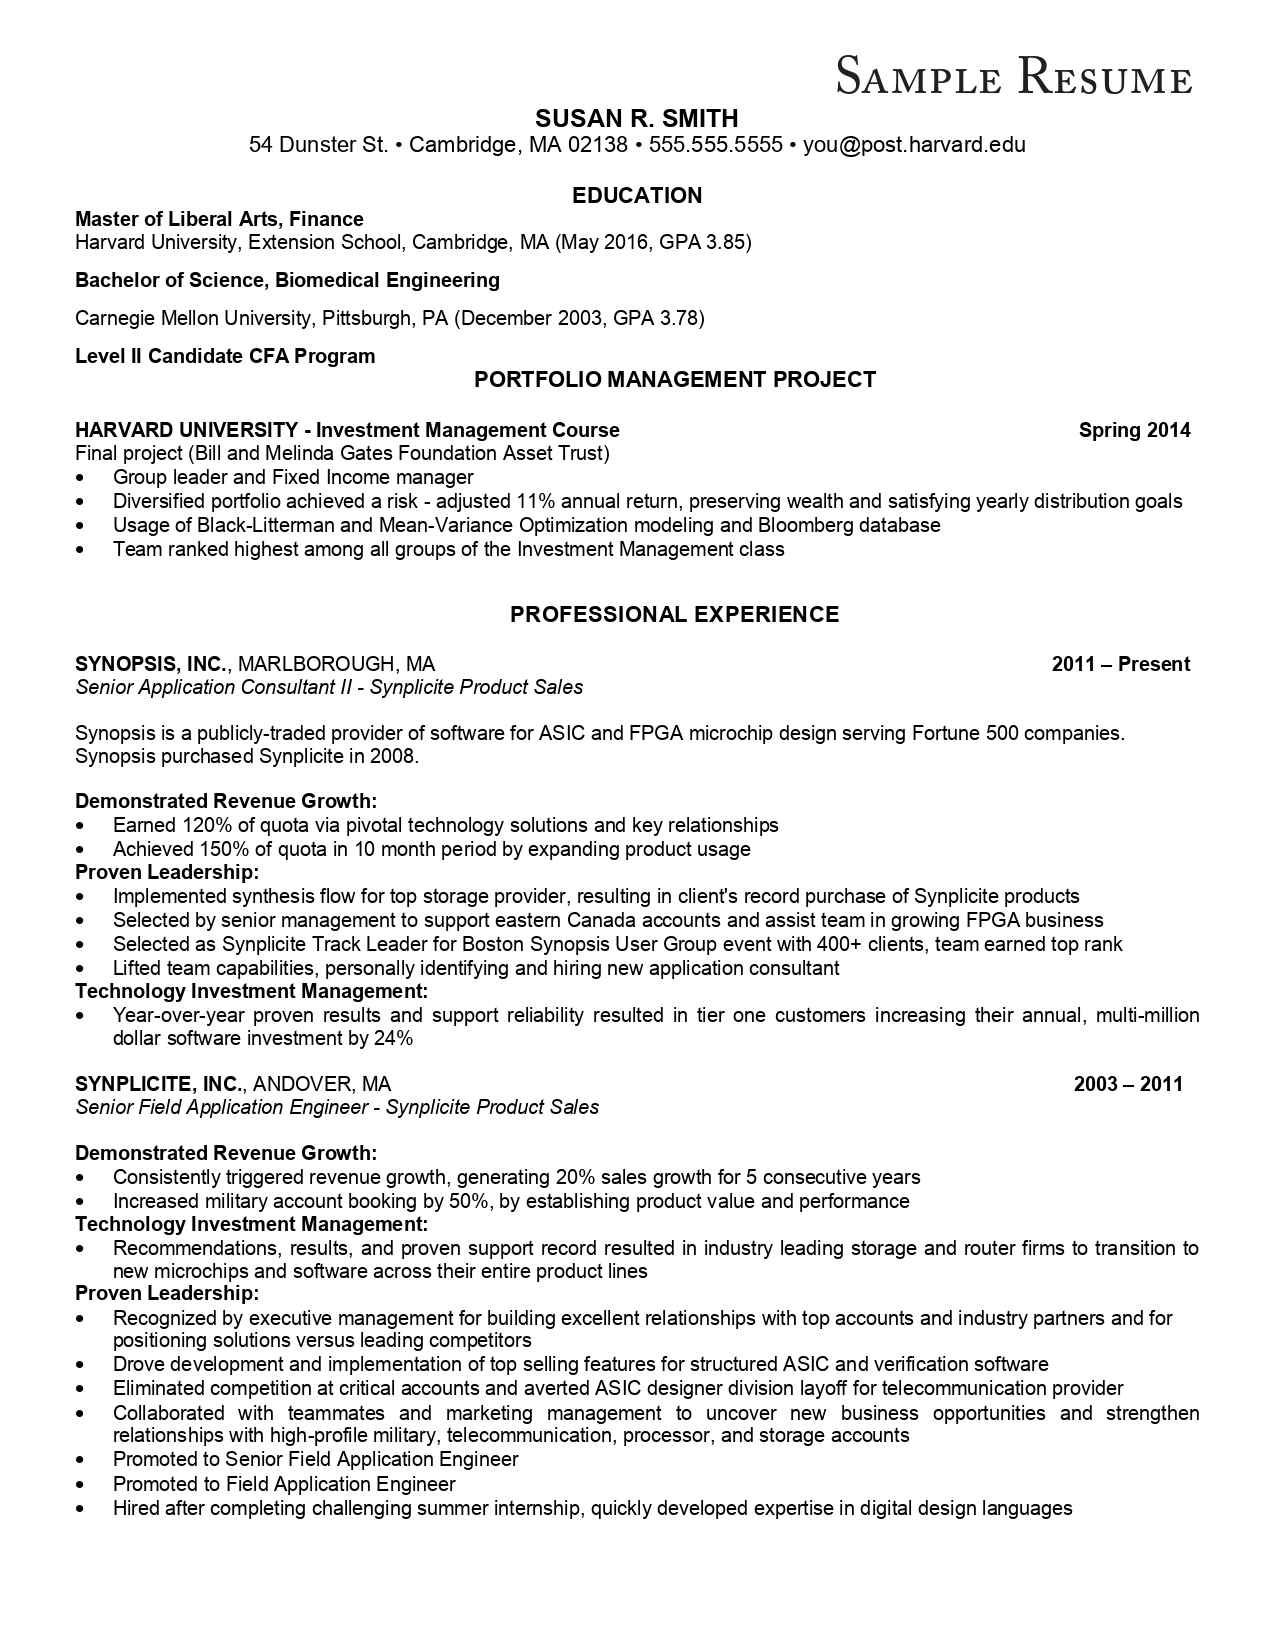 SAMPLE RESUME
SUSAN R. SMITH
54 Dunster St. • Cambridge, MA 02138 • 555.555.5555 • you@post.harvard.edu
EDUCATION
Master of Liberal Arts, Finance
Harvard University, Extension School, Cambridge, MA (May 2016, GPA 3.85)
Bachelor of Science, Biomedical Engineering
Carnegie Mellon University, Pittsburgh, PA (December 2003, GPA 3.78)
Level II Candidate CFA Program
PORTFOLIO MANAGEMENT PROJECT
HARVARD UNIVERSITY - Investment Management Course Spring 2014
Final project (Bill and Melinda Gates Foundation Asset Trust)
• Group leader and Fixed Income manager
• Diversified portfolio achieved a risk - adjusted 11% annual return, preserving wealth and satisfying yearly distribution goals
• Usage of Black-Litterman and Mean-Variance Optimization modeling and Bloomberg database
• Team ranked highest among all groups of the Investment Management class
PROFESSIONAL EXPERIENCE
SYNOPSIS, INC., MARLBOROUGH, MA 2011 – Present
Senior Application Consultant II - Synplicite Product Sales
Synopsis is a publicly-traded provider of software for ASIC and FPGA microchip design serving Fortune 500 companies.
Synopsis purchased Synplicite in 2008.
Demonstrated Revenue Growth:
• Earned 120% of quota via pivotal technology solutions and key relationships
• Achieved 150% of quota in 10 month period by expanding product usage
Proven Leadership:
• Implemented synthesis flow for top storage provider, resulting in client's record purchase of Synplicite products
• Selected by senior management to support eastern Canada accounts and assist team in growing FPGA business
• Selected as Synplicite Track Leader for Boston Synopsis User Group event with 400+ clients, team earned top rank
• Lifted team capabilities, personally identifying and hiring new application consultant
Technology Investment Management:
• Year-over-year proven results and support reliability resulted in tier one customers increasing their annual, multi-million
dollar software investment by 24%
SYNPLICITE, INC., ANDOVER, MA 2003 – 2011
Senior Field Application Engineer - Synplicite Product Sales
Demonstrated Revenue Growth:
• Consistently triggered revenue growth, generating 20% sales growth for 5 consecutive years
• Increased military account booking by 50%, by establishing product value and performance
Technology Investment Management:
• Recommendations, results, and proven support record resulted in industry leading storage and router firms to transition to
new microchips and software across their entire product lines
Proven Leadership:
• Recognized by executive management for building excellent relationships with top accounts and industry partners and for
positioning solutions versus leading competitors
• Drove development and implementation of top selling features for structured ASIC and verification software
• Eliminated competition at critical accounts and averted ASIC designer division layoff for telecommunication provider
• Collaborated with teammates and marketing management to uncover new business opportunities and strengthen
relationships with high-profile military, telecommunication, processor, and storage accounts
• Promoted to Senior Field Application Engineer
• Promoted to Field Application Engineer
• Hired after completing challenging summer internship, quickly developed expertise in digital design languages